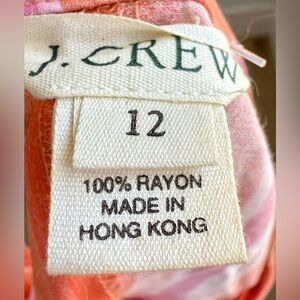 J.CREW
12
100% RAYON
MADE IN
HONG KONG